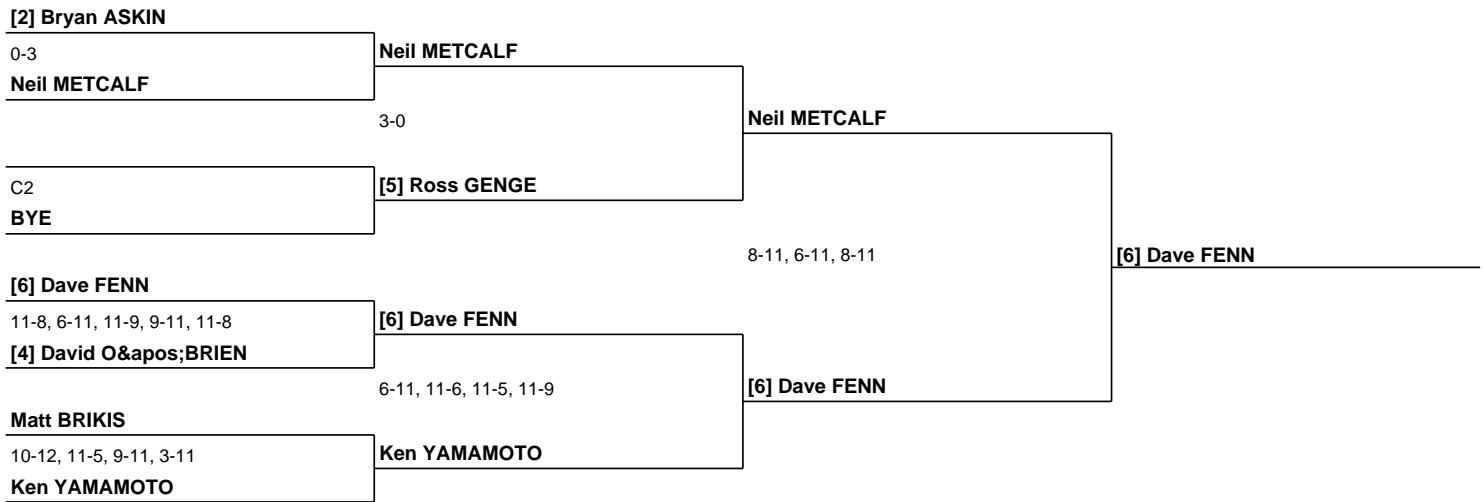 [2] Bryan ASKIN
0-3
Neil METCALF
Neil METCALF
3-0
Neil METCALF
C2
[5] Ross GENGE
BYE
8-11, 6-11, 8-11
[6] Dave FENN
[6] Dave FENN
11-8, 6-11, 11-9, 9-11, 11-8
[6] Dave FENN
[4] David O&apos;BRIEN
6-11, 11-6, 11-5, 11-9
[6] Dave FENN
Matt BRIKIS
10-12, 11-5, 9-11, 3-11
Ken YAMAMOTO
Ken YAMAMOTO